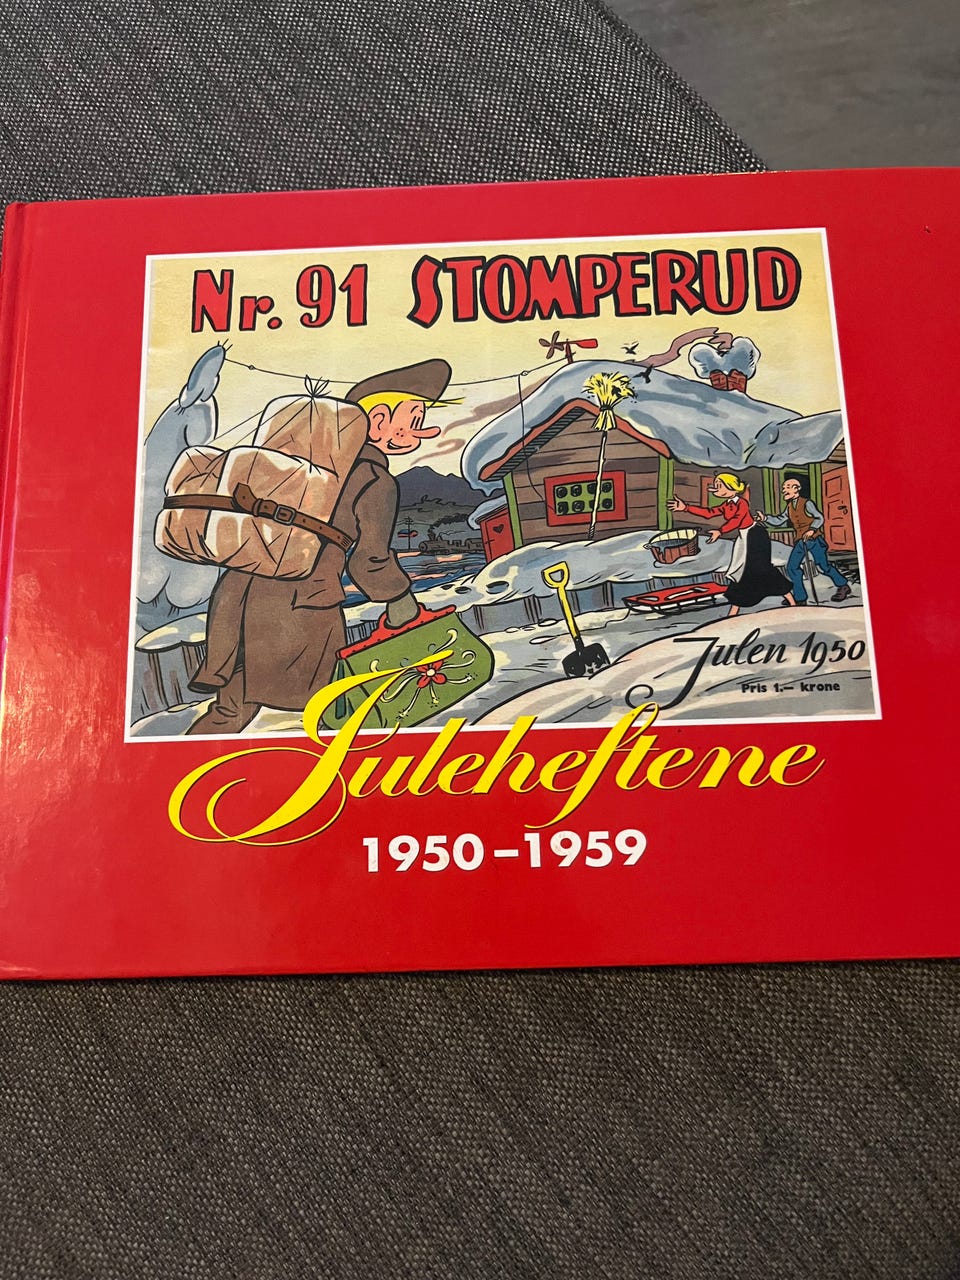 Nr. 91 STOMPERUD
Julen 1950
Pris 1.— krone
Juleheftene
1950–1959